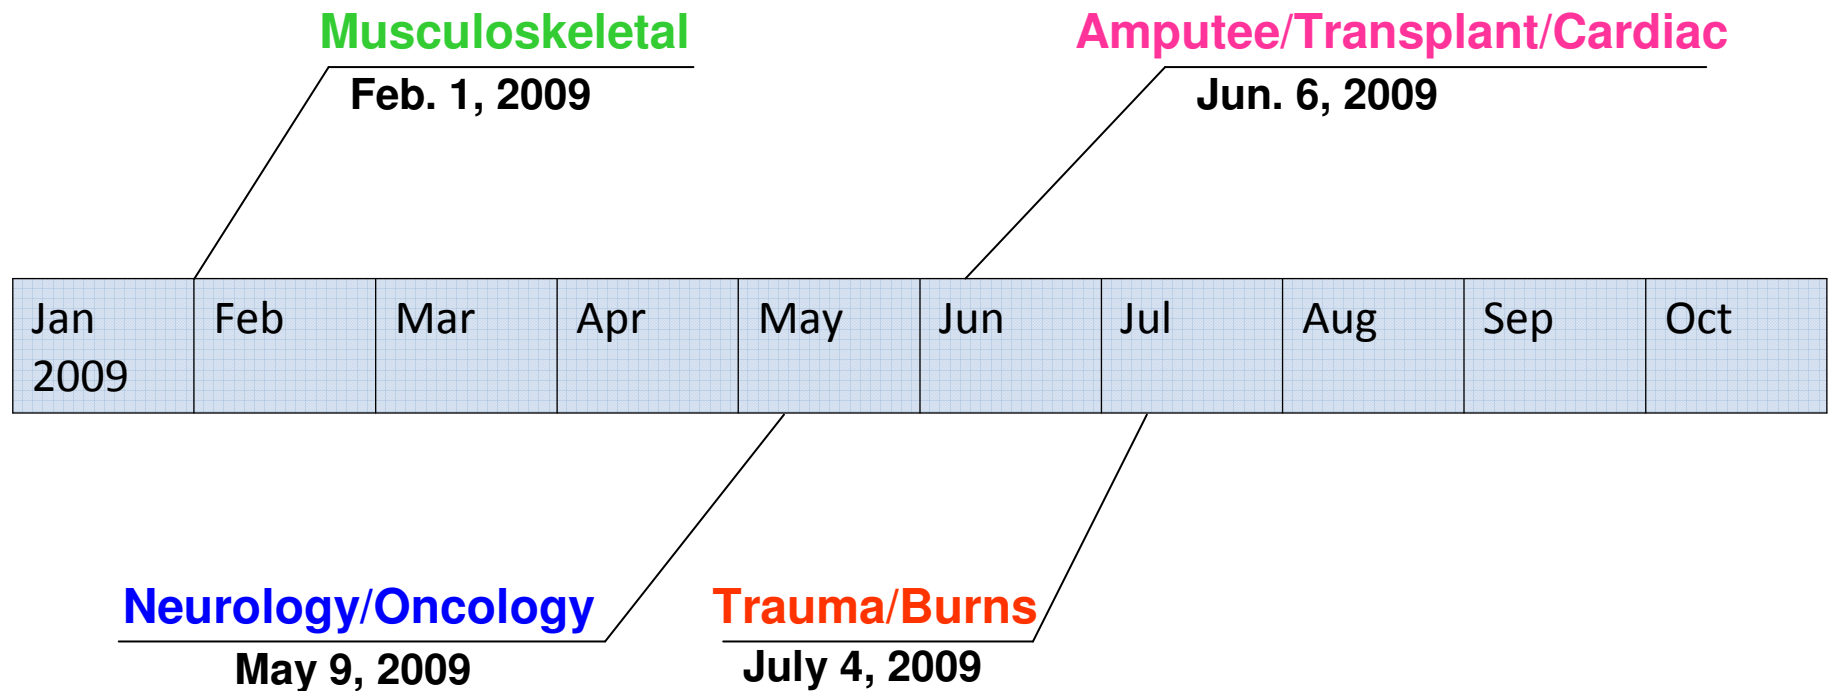 Musculoskeletal
Feb. 1, 2009
Amputee/Transplant/Cardiac
Jun. 6, 2009
Jan
2009
Feb
Mar
Apr
May
Jun
Jul
Aug
Sep
Oct
Neurology/Oncology
May 9, 2009
Trauma/Burns
July 4, 2009